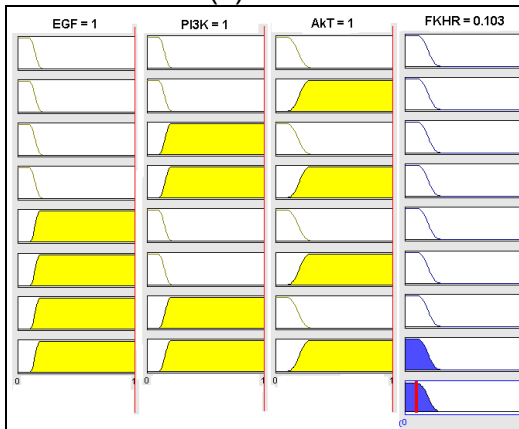 EGF = 1 PI3K = 1 AkT = 1 FKHR = 0.103
0 1 0 1 0 1
0